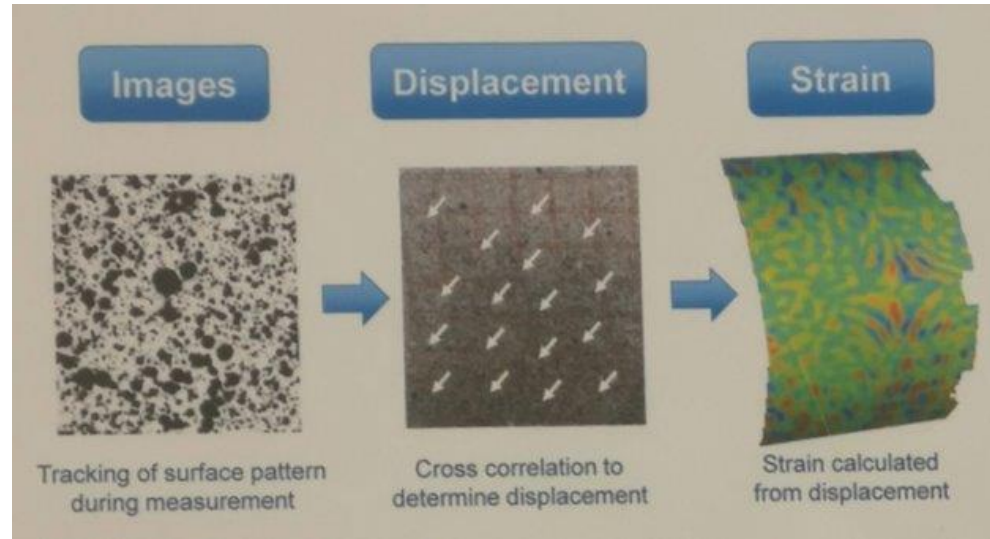 Images
Displacement
Strain
Tracking of surface pattern
during measurement
Cross correlation to
determine displacement
Strain calculated
from displacement